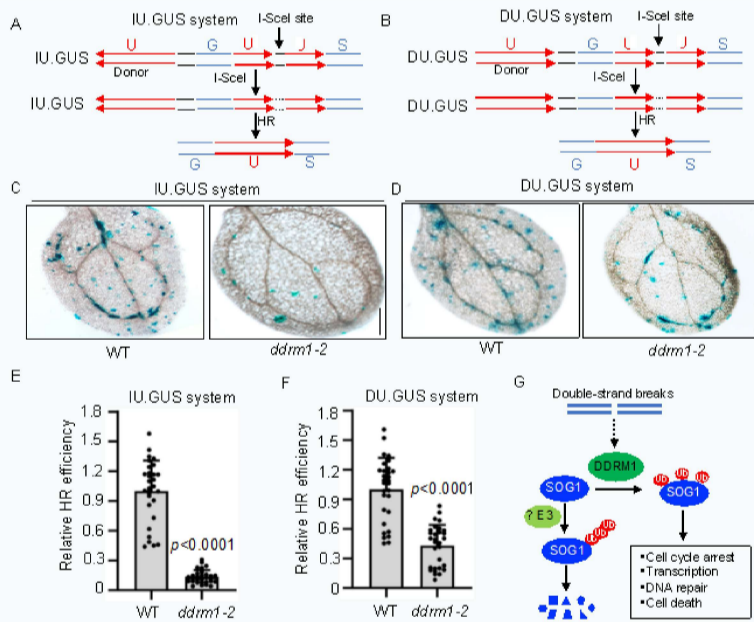 A
IU.GUS system
I-SceI site
U
G
U
J
S
IU.GUS
Donor
I-SceI
IU.GUS
HR
G
U
S
B
DU.GUS system
I-SceI site
U
G
U
J
S
DU.GUS
Donor
I-SceI
DU.GUS
HR
G
U
S
C
IU.GUS system
WT
ddrm1-2
D
DU.GUS system
WT
ddrm1-2
E
IU.GUS system
Relative HR efficiency
1.8
1.5
1.2
0.9
0.6
0.3
0
p<0.0001
WT
ddrm1-2
F
DU.GUS system
Relative HR efficiency
1.8
1.5
1.2
0.9
0.6
0.3
0
p<0.0001
WT
ddrm1-2
G
Double-strand breaks
DDRM1
SOG1
Ub
Ub
Ub
SOG1
? E3
Ub
Ub
Ub
SOG1
▪Cell cycle arrest
▪Transcription
▪DNA repair
▪Cell death